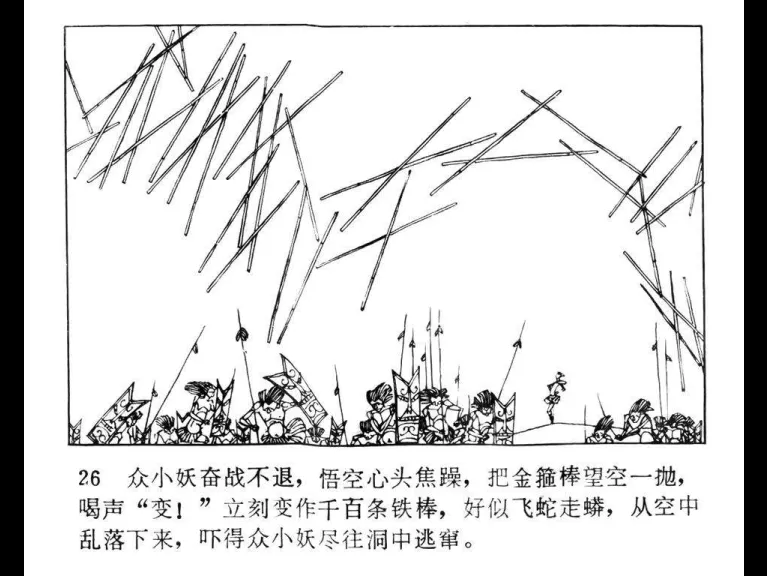 26 众小妖奋战不退，悟空心头焦躁，把金箍棒望空一抛，
喝声“变！”立刻变作千百条铁棒，好似飞蛇走蟒，从空中
乱落下来，吓得众小妖尽往洞中逃窜。